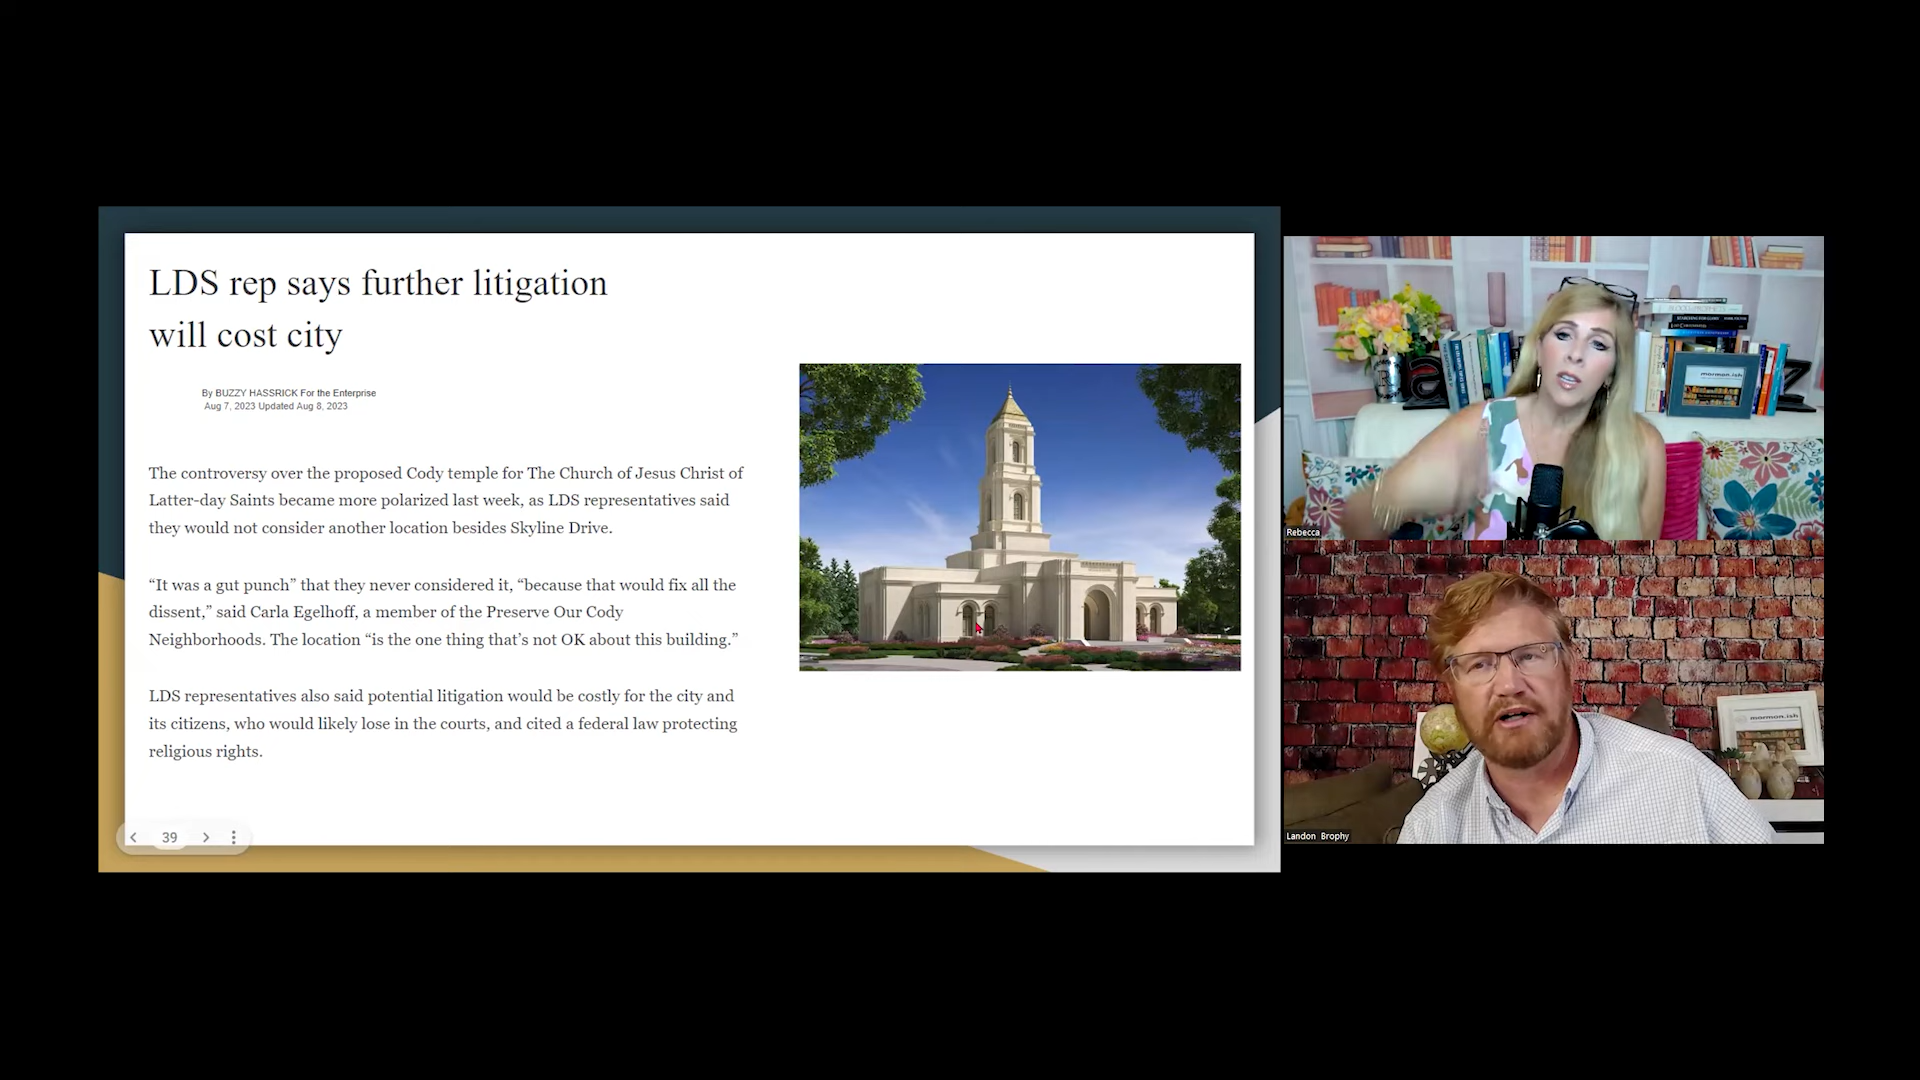 LDS rep says further litigation
will cost city
By BUZZY HASSRICK For the Enterprise
Aug 7, 2023 Updated Aug 8, 2023
The controversy over the proposed Cody temple for The Church of Jesus Christ of
Latter-day Saints became more polarized last week, as LDS representatives said
they would not consider another location besides Skyline Drive.
“It was a gut punch” that they never considered it, “because that would fix all the
dissent,” said Carla Egelhoff, a member of the Preserve Our Cody
Neighborhoods. The location “is the one thing that’s not OK about this building.”
LDS representatives also said potential litigation would be costly for the city and
its citizens, who would likely lose in the courts, and cited a federal law protecting
religious rights.
39
mormon.ish
Rebecca
mormon.ish
Landon Brophy